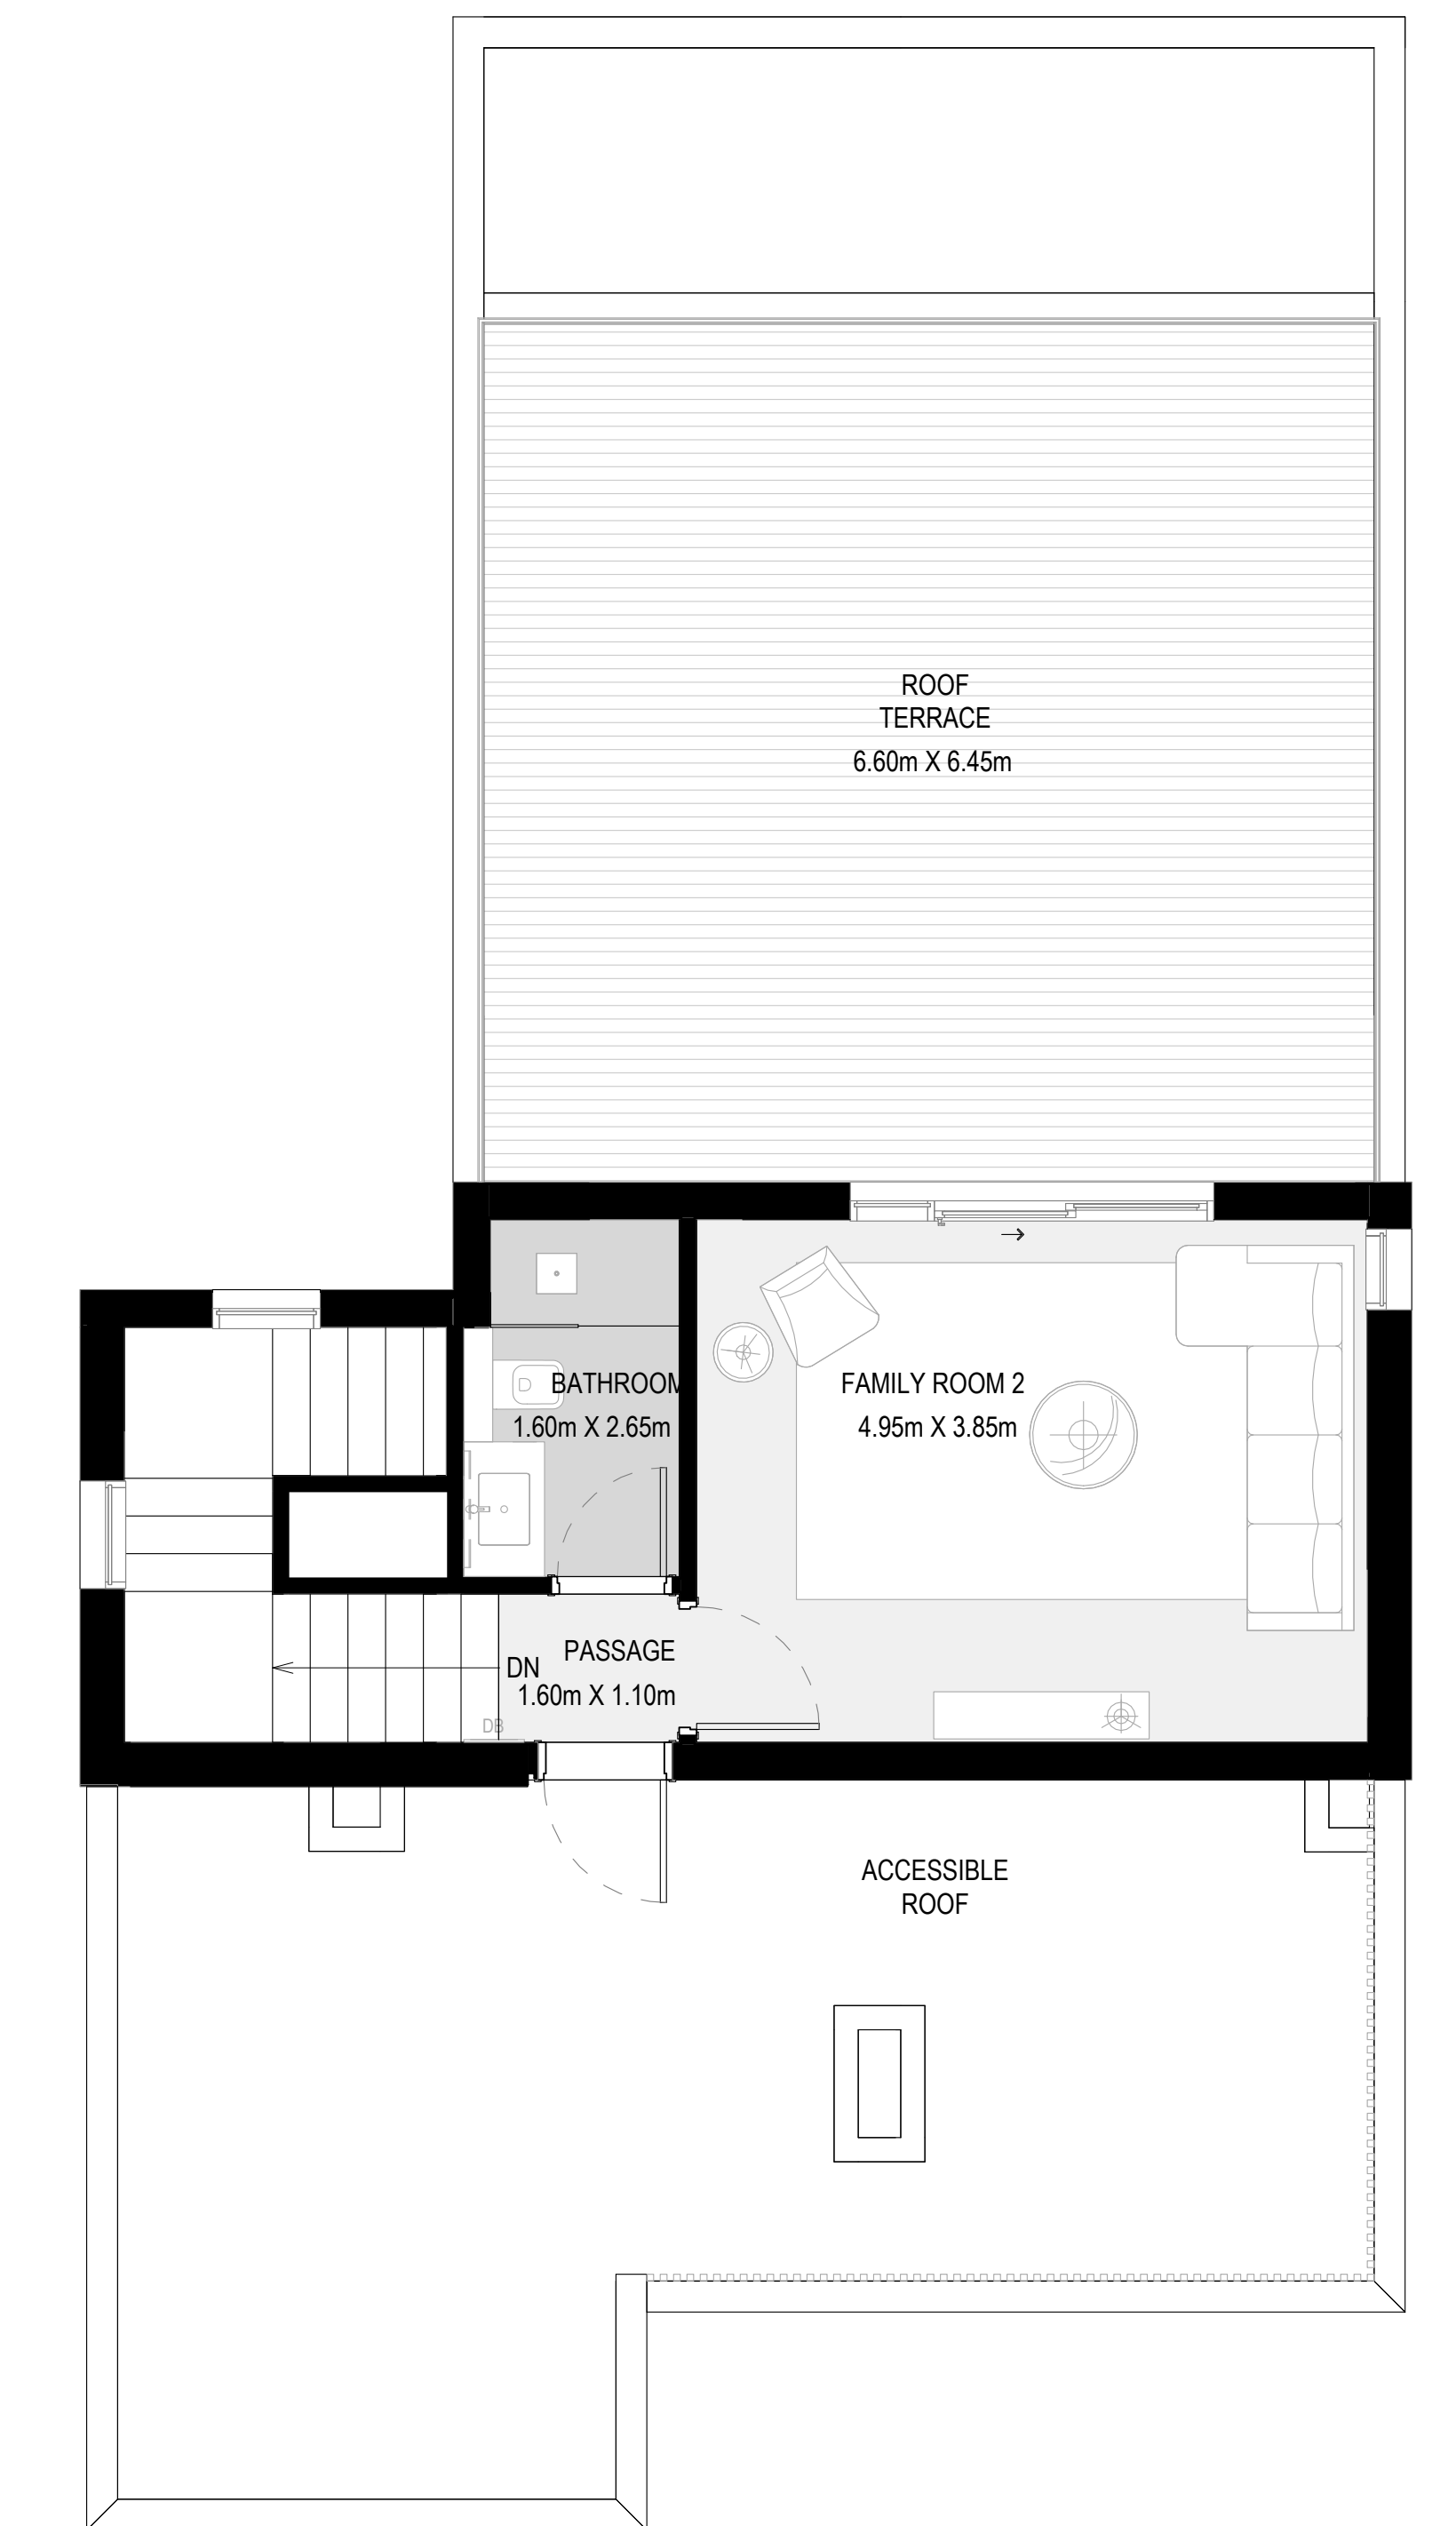 ROOF
TERRACE
6.60m X 6.45m
BATHROOM
1.60m X 2.65m
FAMILY ROOM 2
4.95m X 3.85m
PASSAGE
DN
1.60m X 1.10m
DB
ACCESSIBLE
ROOF